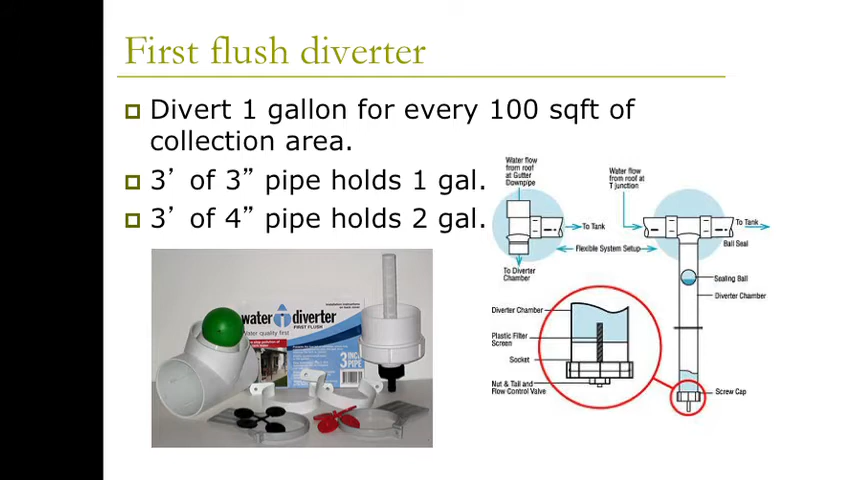 First flush diverter
Divert 1 gallon for every 100 sqft of
collection area.
3’ of 3” pipe holds 1 gal.
3’ of 4” pipe holds 2 gal.
Water flow
from roof
at Gutter
Downpipe
Water flow
from roof at
T junction
To Tank
To Tank
Flexible System Setup
Ball Seal
To Diverter
Chamber
Sealing Ball
Diverter Chamber
Diverter Chamber
Plastic Filter
Screen
Socket
Nut & Tall and
Flow Control Valve
Screw Cap
water diverter
FIRST FLUSH
Water quality first
3 INCH
PIPE